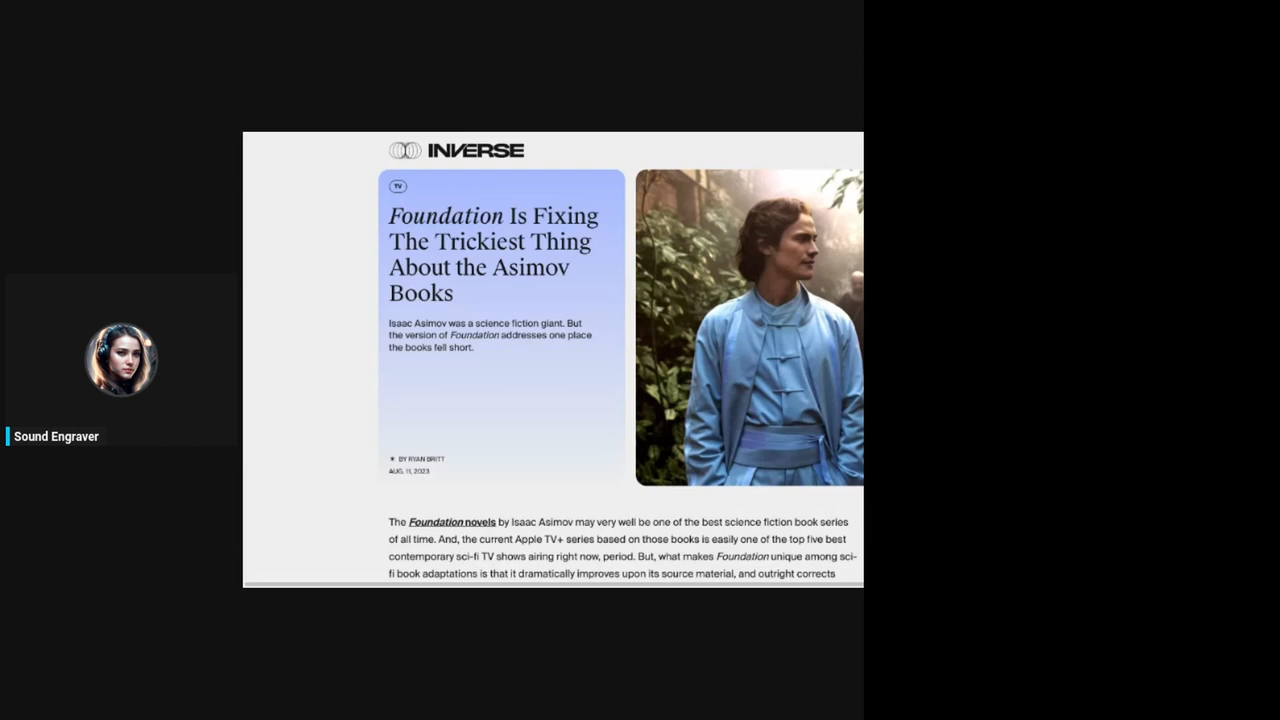 INVERSE
TV
Foundation Is Fixing
The Trickiest Thing
About the Asimov
Books
Isaac Asimov was a science fiction giant. But
the version of Foundation addresses one place
the books fell short.
BY RYAN BRITT
AUG. 11, 2023
Sound Engraver
The Foundation novels by Isaac Asimov may very well be one of the best science fiction book series
of all time. And, the current Apple TV+ series based on those books is easily one of the top five best
contemporary sci-fi TV shows airing right now, period. But, what makes Foundation unique among sci-
fi book adaptations is that it dramatically improves upon its source material, and outright corrects